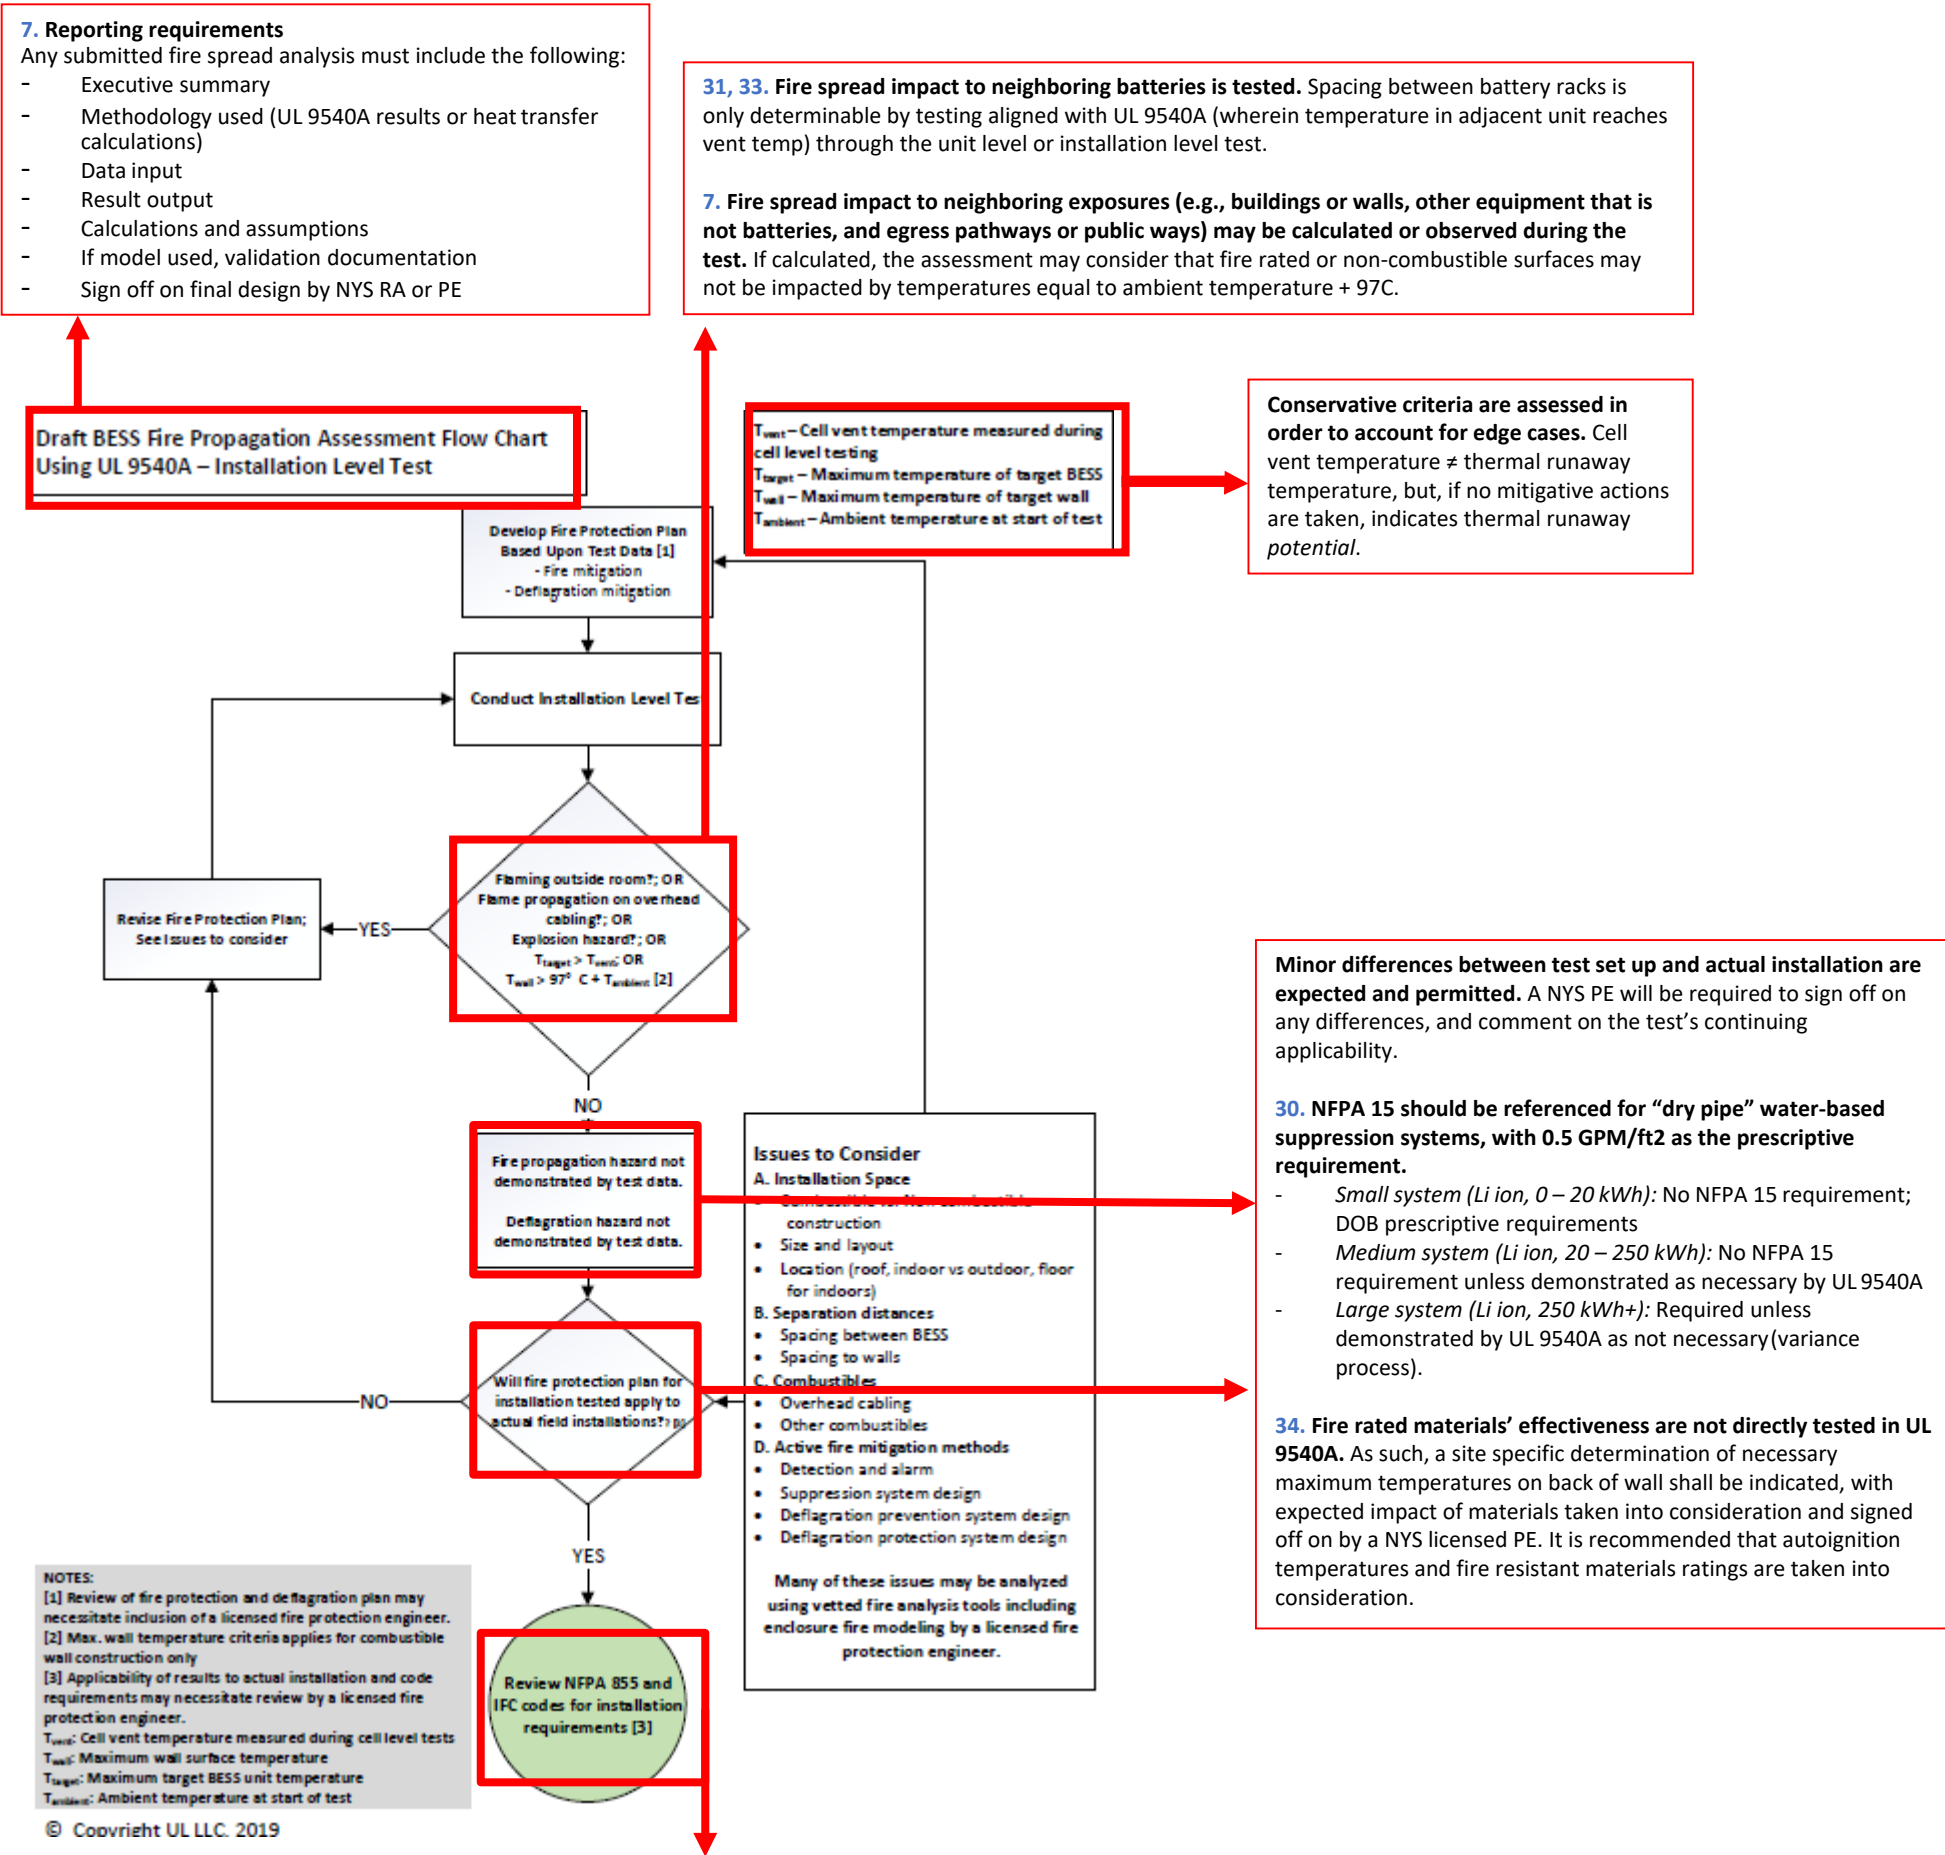 7. Reporting requirements
Any submitted fire spread analysis must include the following:
- Executive summary
- Methodology used (UL 9540A results or heat transfer
calculations)
- Data input
- Result output
- Calculations and assumptions
- If model used, validation documentation
- Sign off on final design by NYS RA or PE
31, 33. Fire spread impact to neighboring batteries is tested. Spacing between battery racks is
only determinable by testing aligned with UL 9540A (wherein temperature in adjacent unit reaches
vent temp) through the unit level or installation level test.
7. Fire spread impact to neighboring exposures (e.g., buildings or walls, other equipment that is
not batteries, and egress pathways or public ways) may be calculated or observed during the
test. If calculated, the assessment may consider that fire rated or non-combustible surfaces may
not be impacted by temperatures equal to ambient temperature + 97C.
Draft BESS Fire Propagation Assessment Flow Chart
Using UL 9540A – Installation Level Test
Tvent – Cell vent temperature measured during
cell level testing
Ttarget – Maximum temperature of target BESS
Twall – Maximum temperature of target wall
Tambient – Ambient temperature at start of test
Conservative criteria are assessed in
order to account for edge cases. Cell
vent temperature ≠ thermal runaway
temperature, but, if no mitigative actions
are taken, indicates thermal runaway
potential.
Develop Fire Protection Plan
Based Upon Test Data [1]
- Fire mitigation
- Deflagration mitigation
Conduct Installation Level Tes
Flaming outside room?; OR
Flame propagation on overhead
cabling?; OR
Explosion hazard?; OR
Ttarget > Tvent; OR
Twall > 97° C + Tambient [2]
YES
Revise Fire Protection Plan;
See Issues to consider
NO
Fire propagation hazard not
demonstrated by test data.
Deflagration hazard not
demonstrated by test data.
Will fire protection plan for
installation tested apply to
actual field installations?
NO
YES
Review NFPA 855 and
IFC codes for installation
requirements [3]
Issues to Consider
A. Installation Space
• Combustible vs. Non combustible
construction
• Size and layout
• Location (roof, indoor vs outdoor, floor
for indoors)
B. Separation distances
• Spacing between BESS
• Spacing to walls
C. Combustibles
• Overhead cabling
• Other combustibles
D. Active fire mitigation methods
• Detection and alarm
• Suppression system design
• Deflagration prevention system design
• Deflagration protection system design
Many of these issues may be analyzed
using vetted fire analysis tools including
enclosure fire modeling by a licensed fire
protection engineer.
Minor differences between test set up and actual installation are
expected and permitted. A NYS PE will be required to sign off on
any differences, and comment on the test’s continuing
applicability.
30. NFPA 15 should be referenced for “dry pipe” water-based
suppression systems, with 0.5 GPM/ft2 as the prescriptive
requirement.
- Small system (Li ion, 0 – 20 kWh): No NFPA 15 requirement;
DOB prescriptive requirements
- Medium system (Li ion, 20 – 250 kWh): No NFPA 15
requirement unless demonstrated as necessary by UL 9540A
- Large system (Li ion, 250 kWh+): Required unless
demonstrated by UL 9540A as not necessary (variance
process).
34. Fire rated materials’ effectiveness are not directly tested in UL
9540A. As such, a site specific determination of necessary
maximum temperatures on back of wall shall be indicated, with
expected impact of materials taken into consideration and signed
off on by a NYS licensed PE. It is recommended that autoignition
temperatures and fire resistant materials ratings are taken into
consideration.
NOTES:
[1] Review of fire protection and deflagration plan may
necessitate inclusion of a licensed fire protection engineer.
[2] Max. wall temperature criteria applies for combustible
wall construction only
[3] Applicability of results to actual installation and code
requirements may necessitate review by a licensed fire
protection engineer.
Tvent: Cell vent temperature measured during cell level tests
Twall: Maximum wall surface temperature
Ttarget: Maximum target BESS unit temperature
Tambient: Ambient temperature at start of test
© Copyright UL LLC. 2019